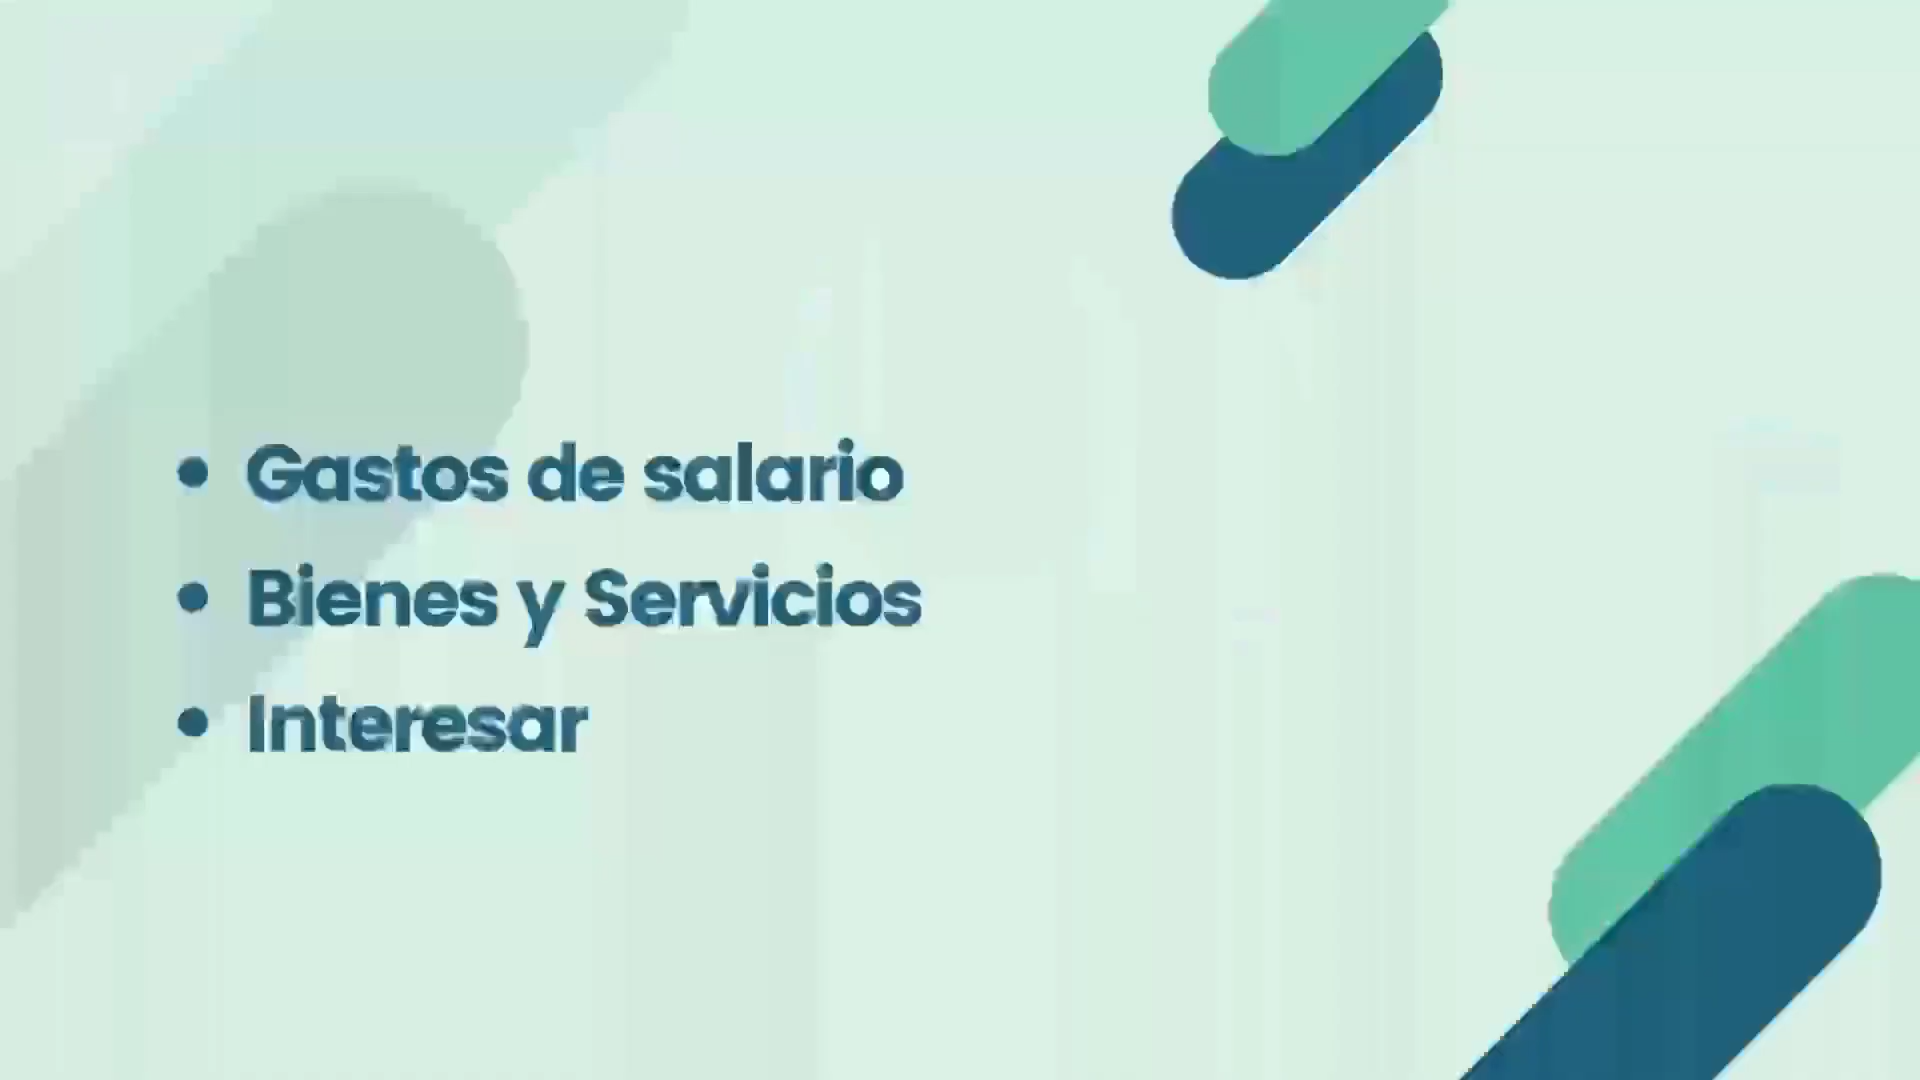 • Gastos de salario
• Bienes y Servicios
• Interesar